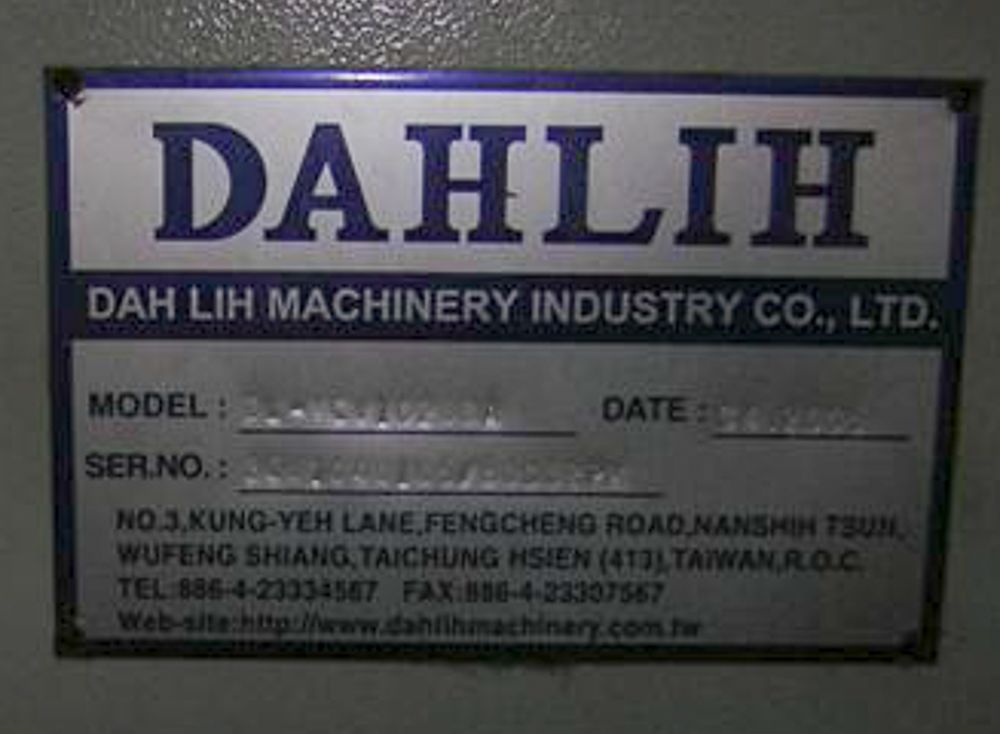 DAHLIH
DAH LIH MACHINERY INDUSTRY CO., LTD.
MODEL : DATE :
SER.NO. :
NO.3,KUNG-YEH LANE,FENGCHENG ROAD,NANSHIH TSUN,
WUFENG SHIANG,TAICHUNG HSIEN (413),TAIWAN,R.O.C.
TEL:886-4-23334567 FAX:886-4-23307567
Web-site:http://www.dahlihmachinery.com.tw